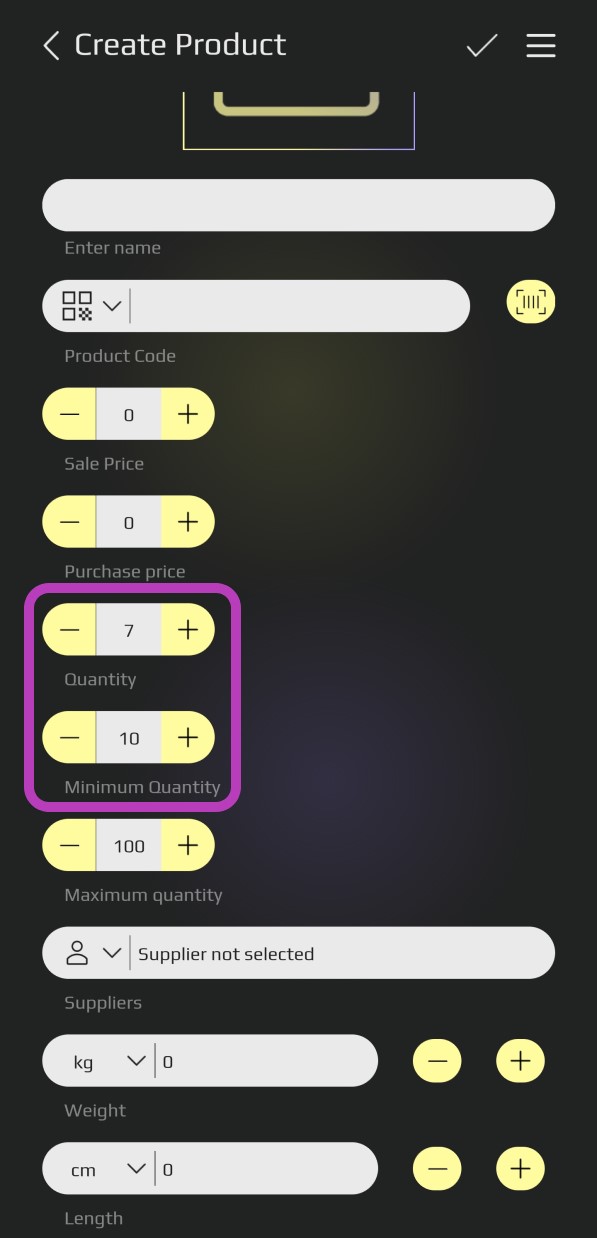 Create Product
Enter name
Product Code
0
Sale Price
0
Purchase price
7
Quantity
10
Minimum Quantity
100
Maximum quantity
Supplier not selected
Suppliers
kg 0
Weight
cm 0
Length